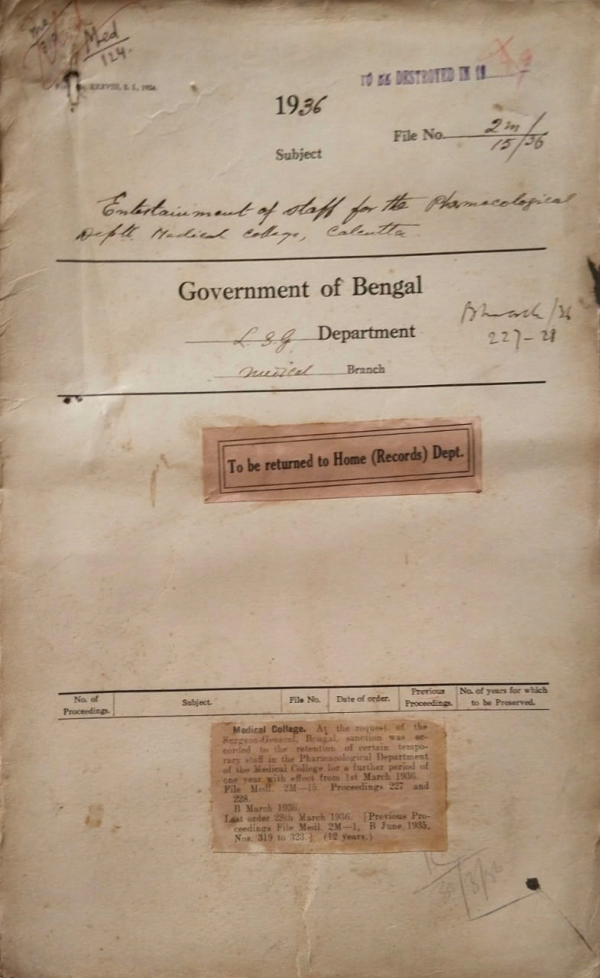 Med
124.
TO BE DESTROYED IN 19
1936
File No. 2m/
15/36
Subject
Entertainment of staff for the Pharmacological
Deptt. Medical College, Calcutta.
Government of Bengal
L. S. G. Department
Medical Branch
B March/36
227-28
To be returned to Home (Records) Dept.
No. of Proceedings. Subject. File No. Date of order. Previous Proceedings. No. of years for which to be Preserved.
Medical College. At the request of the
Surgeon-General, Bengal, sanction was ac-
corded to the retention of certain tempo-
rary staff in the Pharmacological Department
of the Medical College for a further period of
one year with effect from 1st March 1936.
File Medl. 2M—15. Proceedings 227 and
228.
B March 1936.
Last order 28th March 1936. [Previous Pro-
ceedings File Medl. 2M—1, B June 1935,
Nos. 319 to 323.] (12 years.)